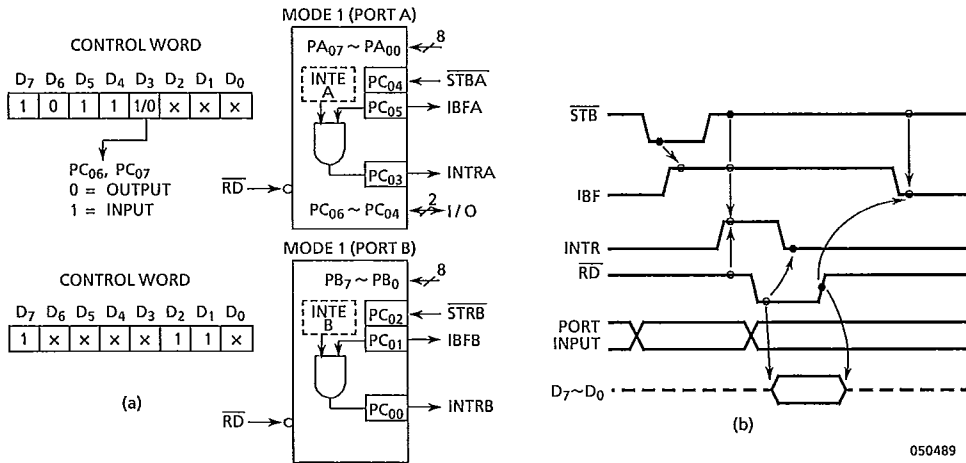 MODE 1 (PORT A)
CONTROL WORD
D7 D6 D5 D4 D3 D2 D1 D0
1 0 1 1 1/0 × × ×
PC06, PC07
0 = OUTPUT
1 = INPUT
PA07 ~ PA00
8
INTE
A
PC04
STBA
PC05
IBFA
PC03
INTRA
RD
PC06 ~ PC04
2
I/O
MODE 1 (PORT B)
CONTROL WORD
D7 D6 D5 D4 D3 D2 D1 D0
1 × × × × 1 1 ×
(a)
PB7 ~ PB0
8
INTE
B
PC02
STRB
PC01
IBFB
PC00
INTRB
RD
STB
IBF
INTR
RD
PORT
INPUT
D7~D0
(b)
050489